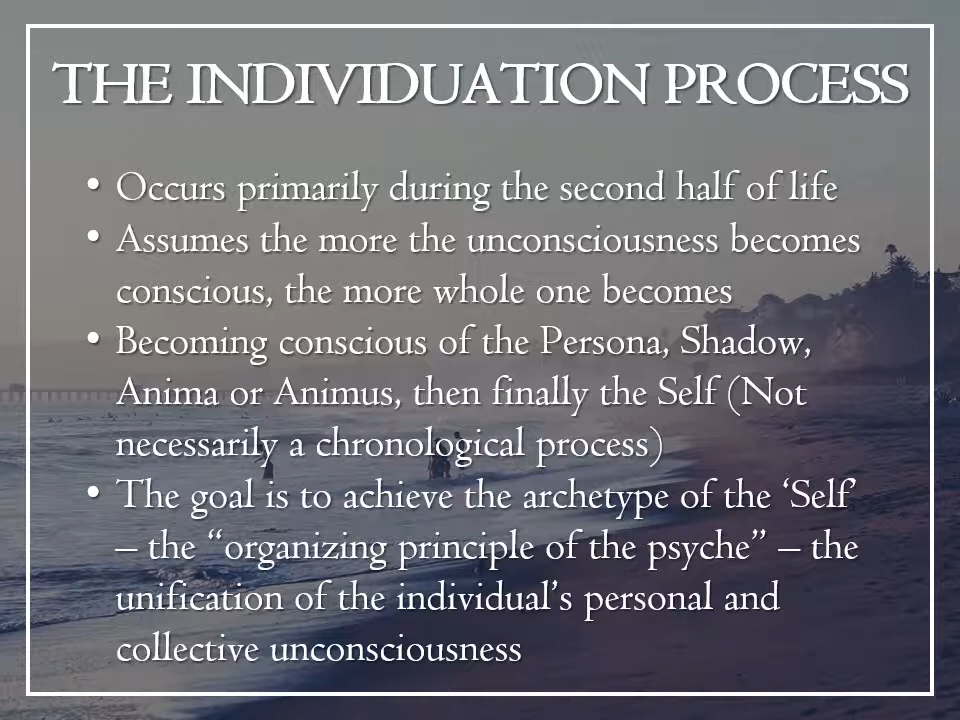 THE INDIVIDUATION PROCESS
• Occurs primarily during the second half of life
• Assumes the more the unconsciousness becomes
conscious, the more whole one becomes
• Becoming conscious of the Persona, Shadow,
Anima or Animus, then finally the Self (Not
necessarily a chronological process)
• The goal is to achieve the archetype of the ‘Self’
– the “organizing principle of the psyche” – the
unification of the individual’s personal and
collective unconsciousness